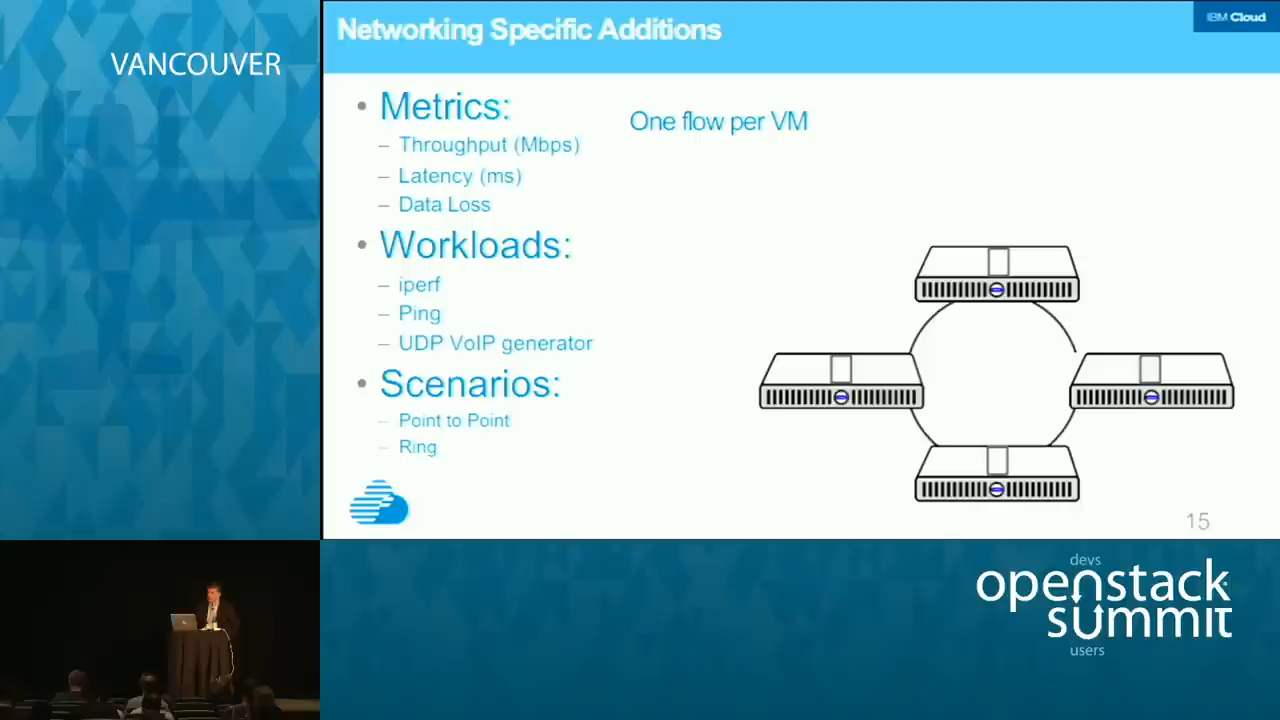 VANCOUVER
Networking Specific Additions
IBM Cloud
• Metrics:
– Throughput (Mbps)
– Latency (ms)
– Data Loss
• Workloads:
– iperf
– Ping
– UDP VoIP generator
• Scenarios:
– Point to Point
– Ring
One flow per VM
15
devs
openstack
summit
users